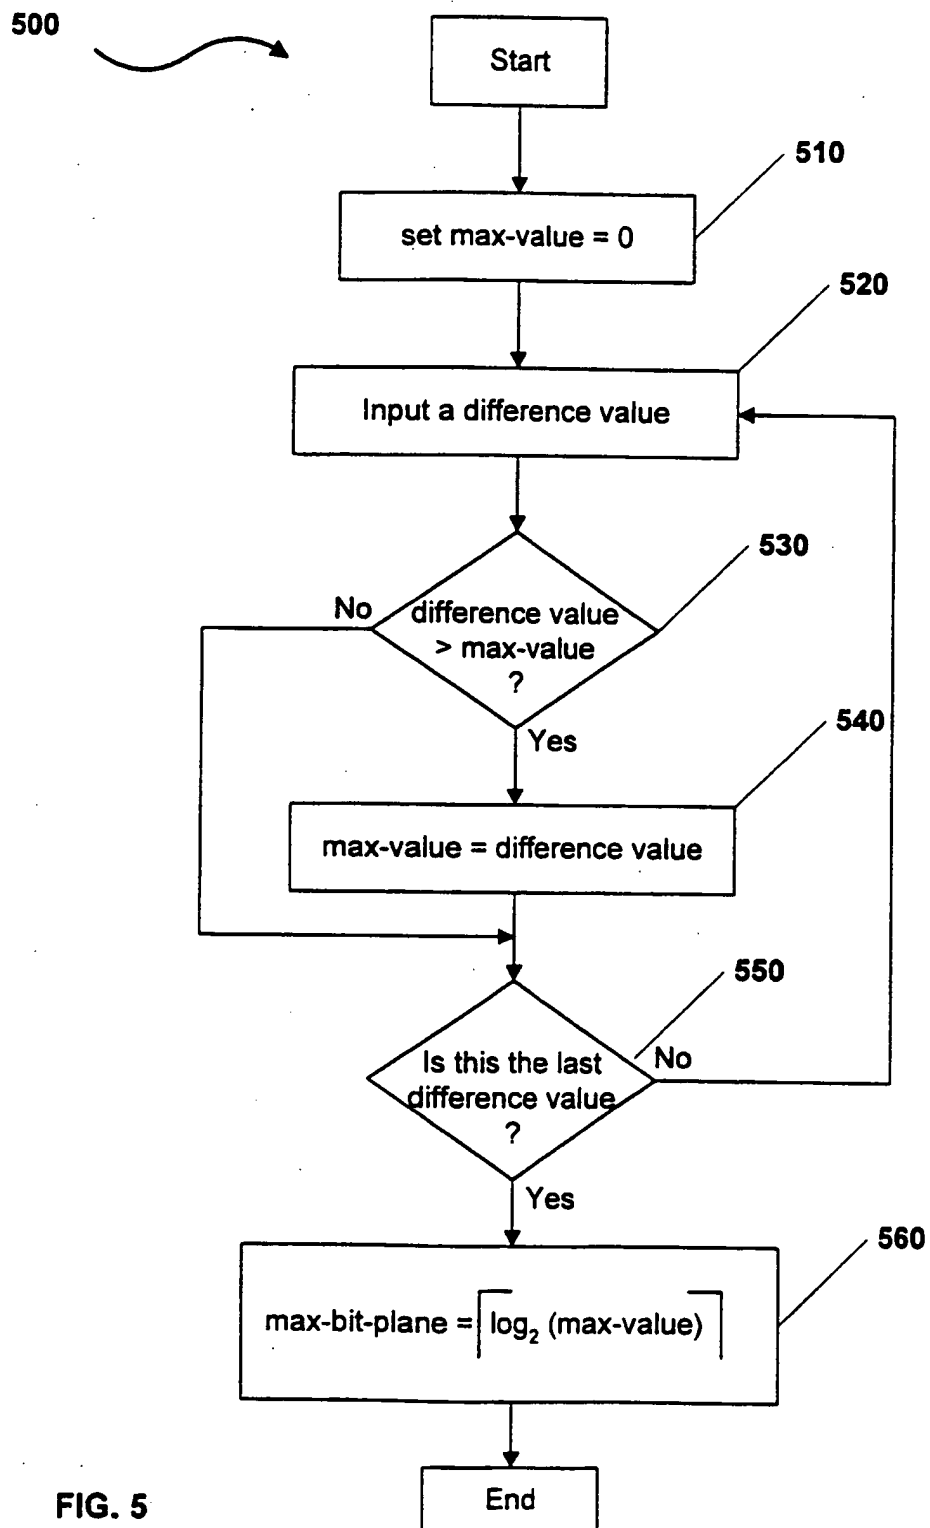 500
Start
510
set max-value = 0
520
Input a difference value
530
No
difference value
> max-value
?
Yes
540
max-value = difference value
550
Is this the last
difference value
?
No
Yes
560
max-bit-plane = ⌈log₂ (max-value)⌉
End
FIG. 5